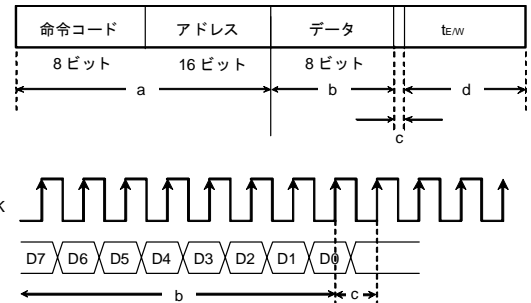 命令コード アドレス データ tE/W
8 ビット 16 ビット 8 ビット
a b d
c
K
D7 D6 D5 D4 D3 D2 D1 D0
b c